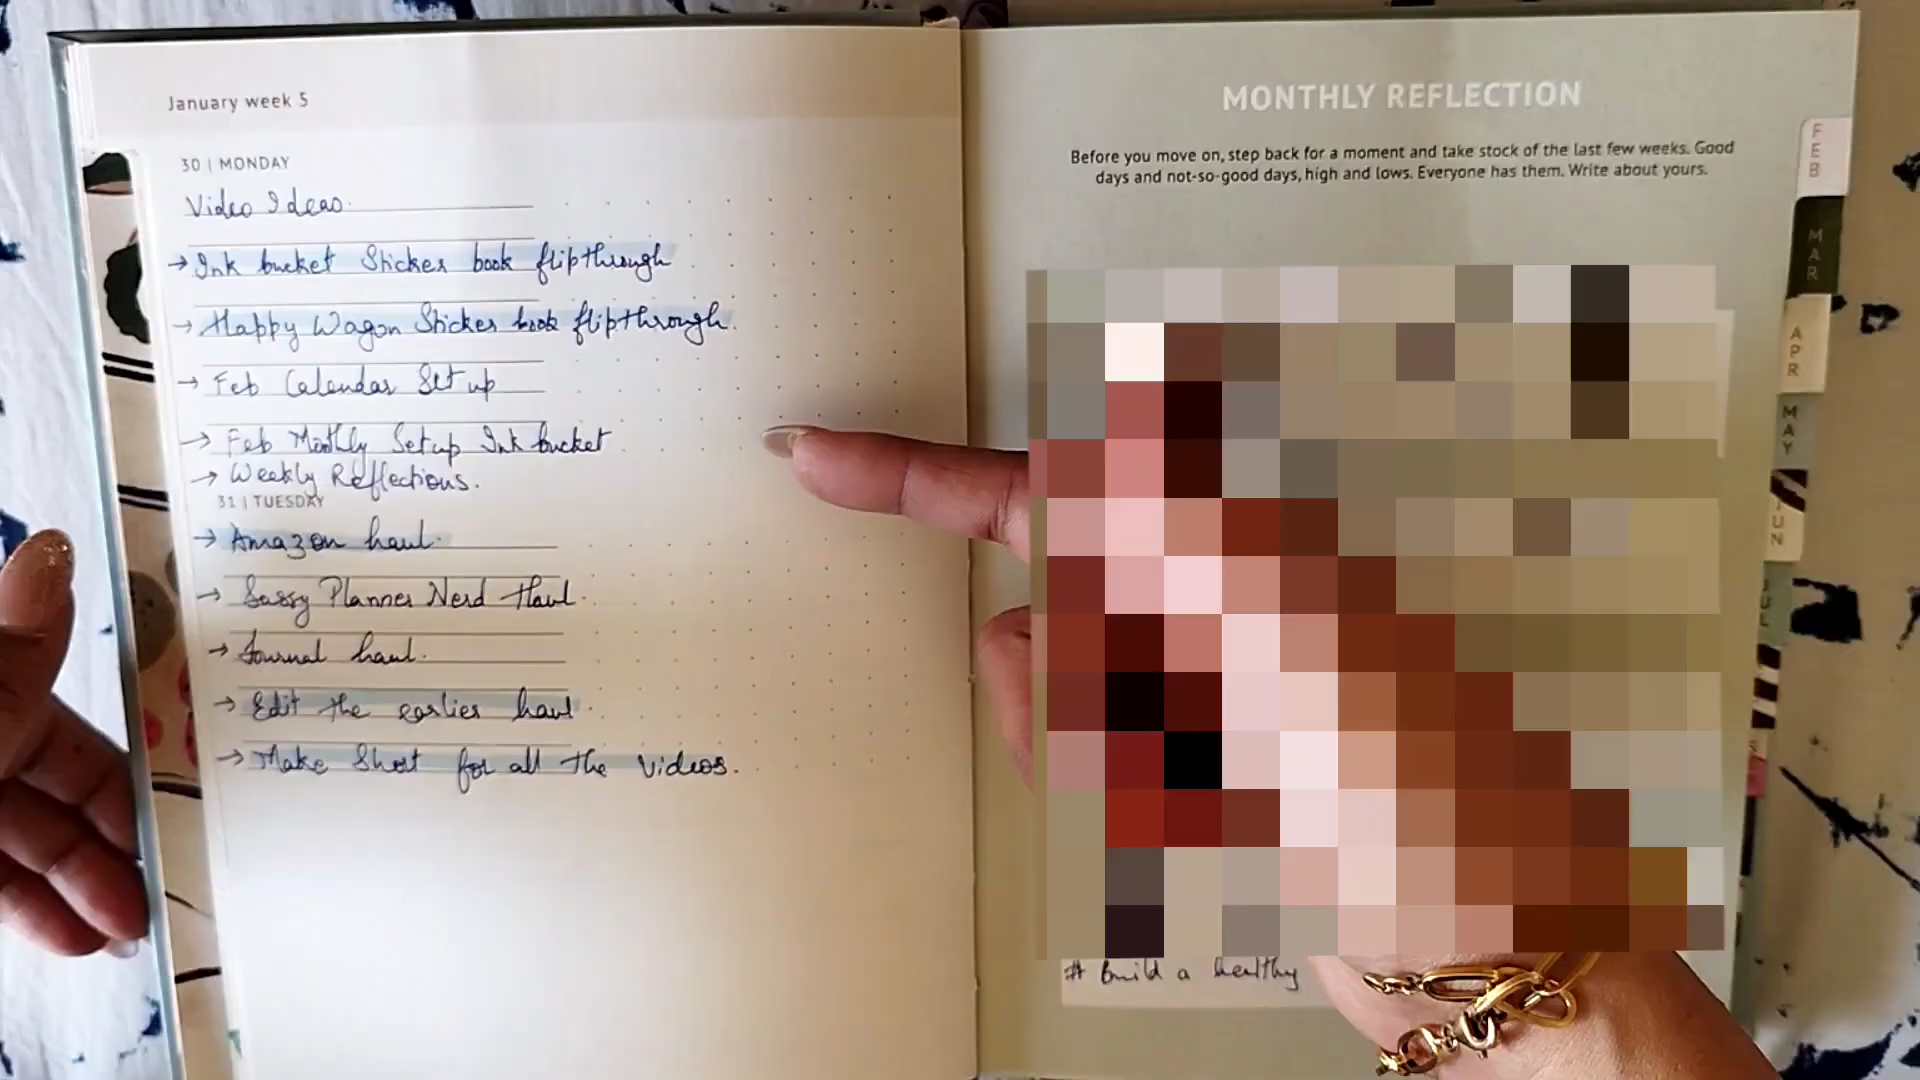 January week 5
30 | MONDAY
Video Ideas.
→ Ink bucket Sticker book flipthrough
→ Happy Wagon Sticker book flipthrough.
→ Feb Calendar Set up
→ Feb Monthly Setup Ink bucket
→ Weekly Reflections.
31 | TUESDAY
→ Amazon haul.
→ Sassy Planner Nerd Haul.
→ Journal haul.
→ Edit the earlier haul.
→ Make Short for all the videos.
MONTHLY REFLECTION
Before you move on, step back for a moment and take stock of the last few weeks. Good
days and not-so-good days, high and lows. Everyone has them. Write about yours.
# Build a healthy
FEB
MAR
APR
MAY
JUN
JUL